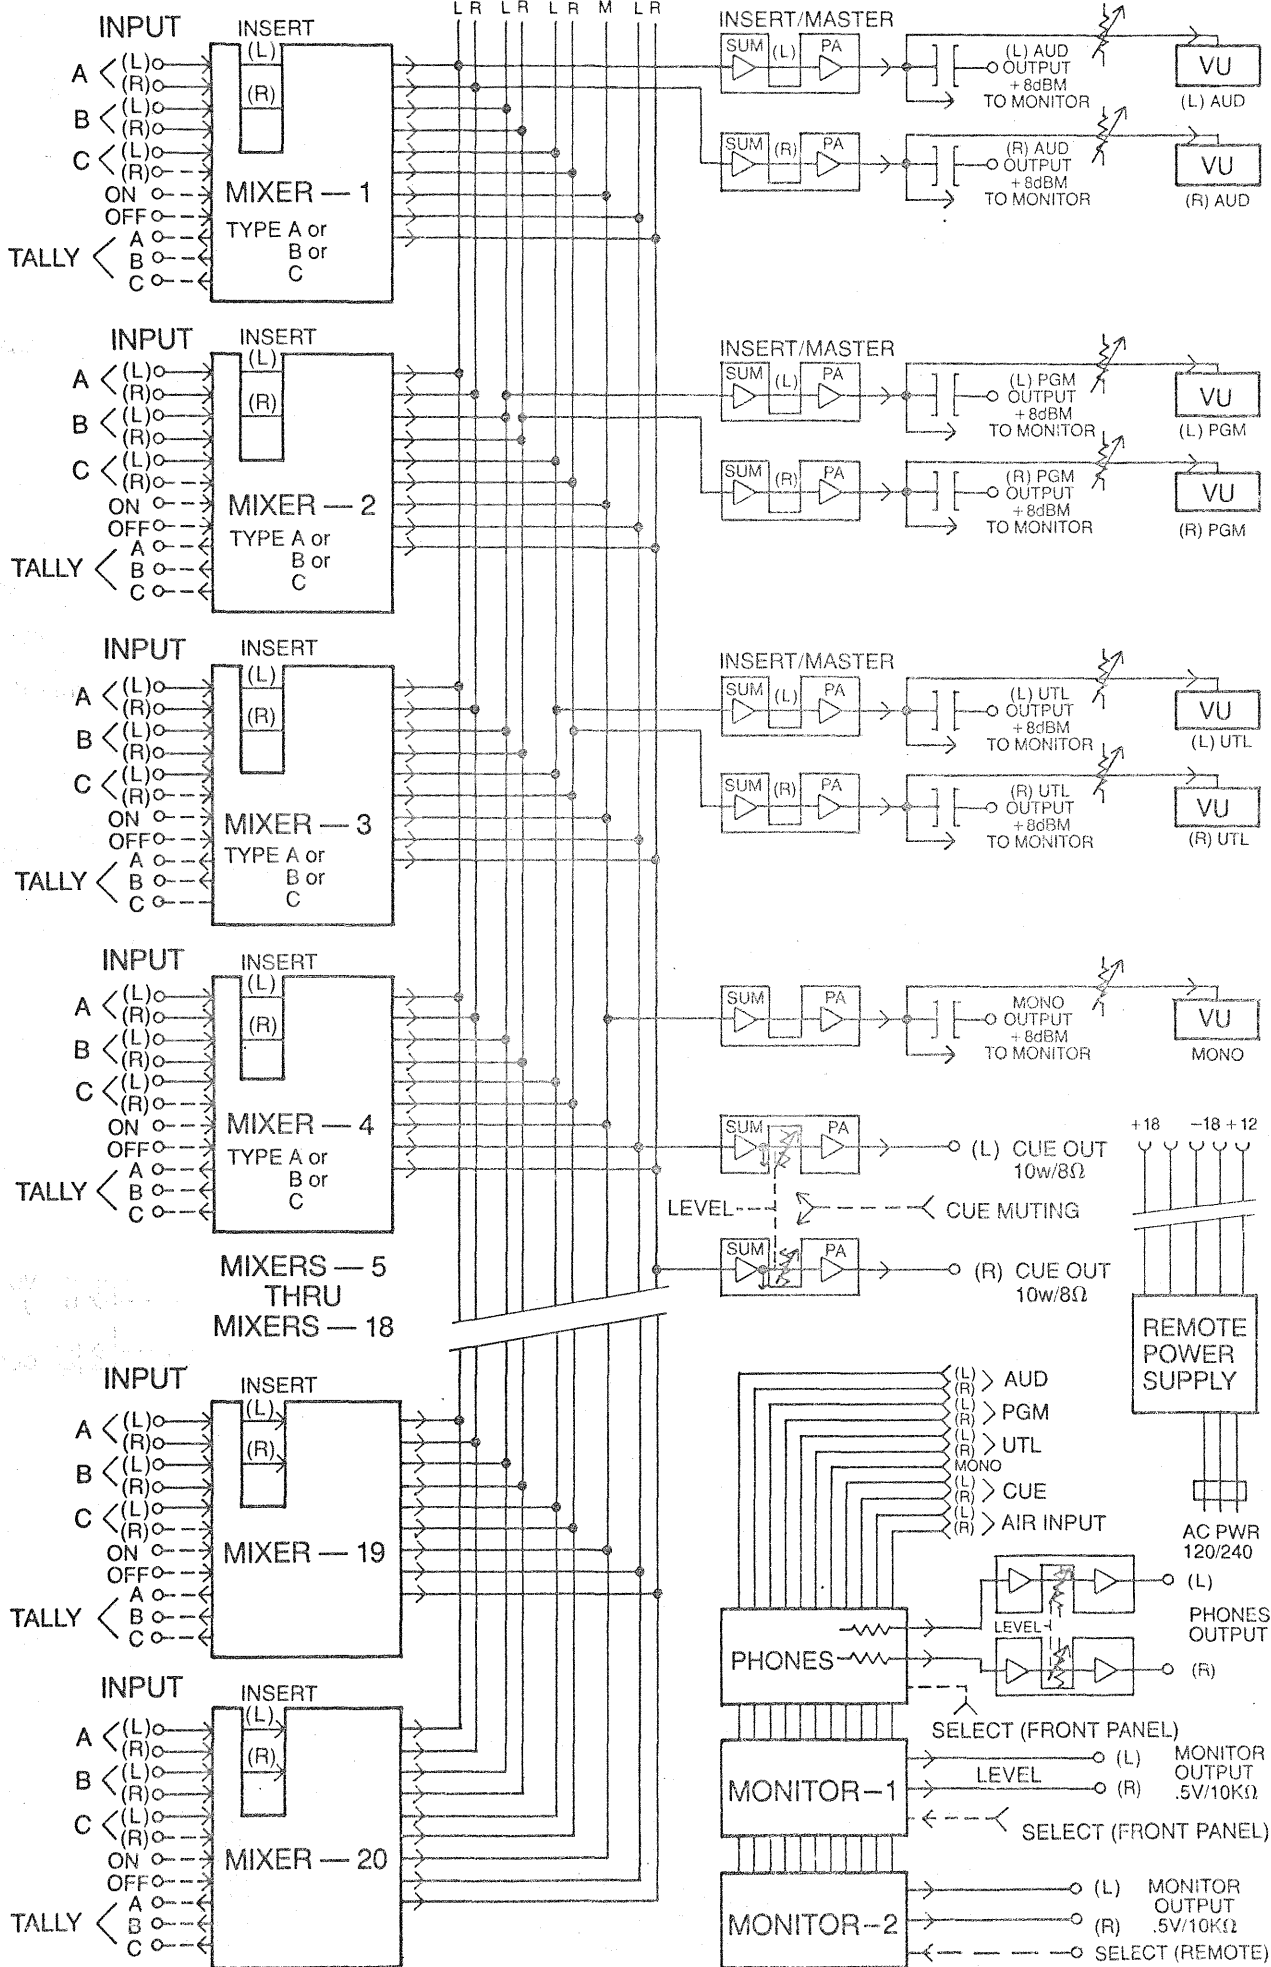 L R L R L R M L R
INPUT
INSERT
A (L)
(R)
B (L)
(R)
C (L)
(R)
ON
OFF
TALLY A
B
C
(L)
(R)
MIXER — 1
TYPE A or
B or
C
INPUT
INSERT
A (L)
(R)
B (L)
(R)
C (L)
(R)
ON
OFF
TALLY A
B
C
(L)
(R)
MIXER — 2
TYPE A or
B or
C
INPUT
INSERT
A (L)
(R)
B (L)
(R)
C (L)
(R)
ON
OFF
TALLY A
B
C
(L)
(R)
MIXER — 3
TYPE A or
B or
C
INPUT
INSERT
A (L)
(R)
B (L)
(R)
C (L)
(R)
ON
OFF
TALLY A
B
C
(L)
(R)
MIXER — 4
TYPE A or
B or
C
MIXERS — 5
THRU
MIXERS — 18
INPUT
INSERT
A (L)
(R)
B (L)
(R)
C (L)
(R)
ON
OFF
TALLY A
B
C
(L)
(R)
MIXER — 19
INPUT
INSERT
A (L)
(R)
B (L)
(R)
C (L)
(R)
ON
OFF
TALLY A
B
C
(L)
(R)
MIXER — 20
INSERT/MASTER
SUM (L) PA
(L) AUD
OUTPUT
+8dBM
TO MONITOR
VU
(L) AUD
SUM (R) PA
(R) AUD
OUTPUT
+8dBM
TO MONITOR
VU
(R) AUD
INSERT/MASTER
SUM (L) PA
(L) PGM
OUTPUT
+8dBM
TO MONITOR
VU
(L) PGM
SUM (R) PA
(R) PGM
OUTPUT
+8dBM
TO MONITOR
VU
(R) PGM
INSERT/MASTER
SUM (L) PA
(L) UTL
OUTPUT
+8dBM
TO MONITOR
VU
(L) UTL
SUM (R) PA
(R) UTL
OUTPUT
+8dBM
TO MONITOR
VU
(R) UTL
SUM PA
MONO
OUTPUT
+8dBM
TO MONITOR
VU
MONO
SUM PA
(L) CUE OUT
10w/8Ω
LEVEL
CUE MUTING
SUM PA
(R) CUE OUT
10w/8Ω
+18 -18 +12
REMOTE
POWER
SUPPLY
AC PWR
120/240
(L)
(R) AUD
(L)
(R) PGM
(L)
(R) UTL
MONO
(L)
(R) CUE
(L)
(R) AIR INPUT
PHONES
LEVEL
(L)
PHONES
OUTPUT
(R)
SELECT (FRONT PANEL)
MONITOR-1
LEVEL
(L)
(R)
MONITOR
OUTPUT
.5V/10KΩ
SELECT (FRONT PANEL)
MONITOR-2
(L)
(R)
MONITOR
OUTPUT
.5V/10KΩ
SELECT (REMOTE)